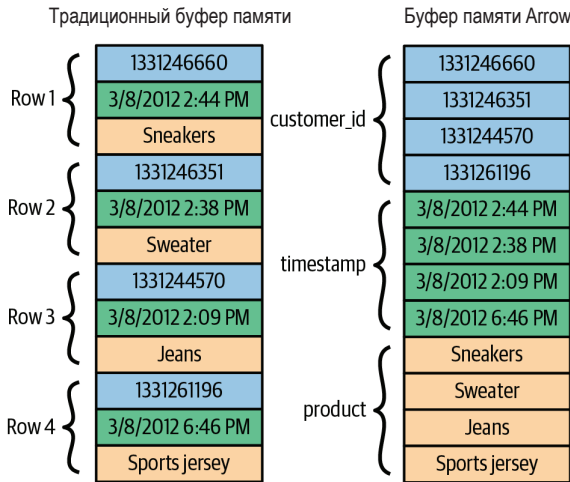 Традиционный буфер памяти
Row 1
1331246660
3/8/2012 2:44 PM
Sneakers
Row 2
1331246351
3/8/2012 2:38 PM
Sweater
Row 3
1331244570
3/8/2012 2:09 PM
Jeans
Row 4
1331261196
3/8/2012 6:46 PM
Sports jersey
Буфер памяти Arrow
customer_id
1331246660
1331246351
1331244570
1331261196
timestamp
3/8/2012 2:44 PM
3/8/2012 2:38 PM
3/8/2012 2:09 PM
3/8/2012 6:46 PM
product
Sneakers
Sweater
Jeans
Sports jersey